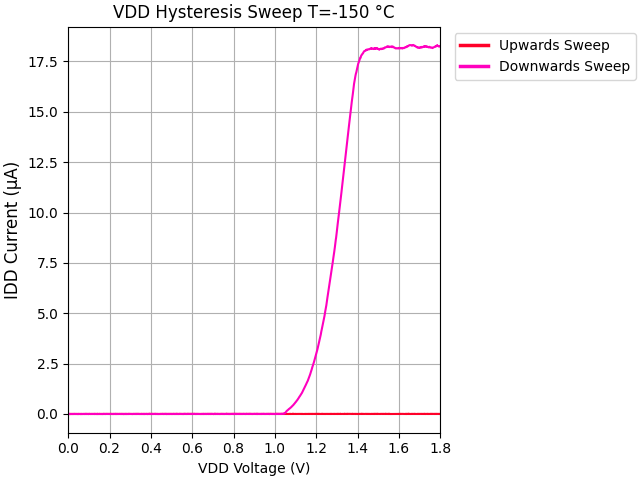 VDD Hysteresis Sweep T=-150 °C
Upwards Sweep
Downwards Sweep
IDD Current (μA)
17.5
15.0
12.5
10.0
7.5
5.0
2.5
0.0
0.0 0.2 0.4 0.6 0.8 1.0 1.2 1.4 1.6 1.8
VDD Voltage (V)